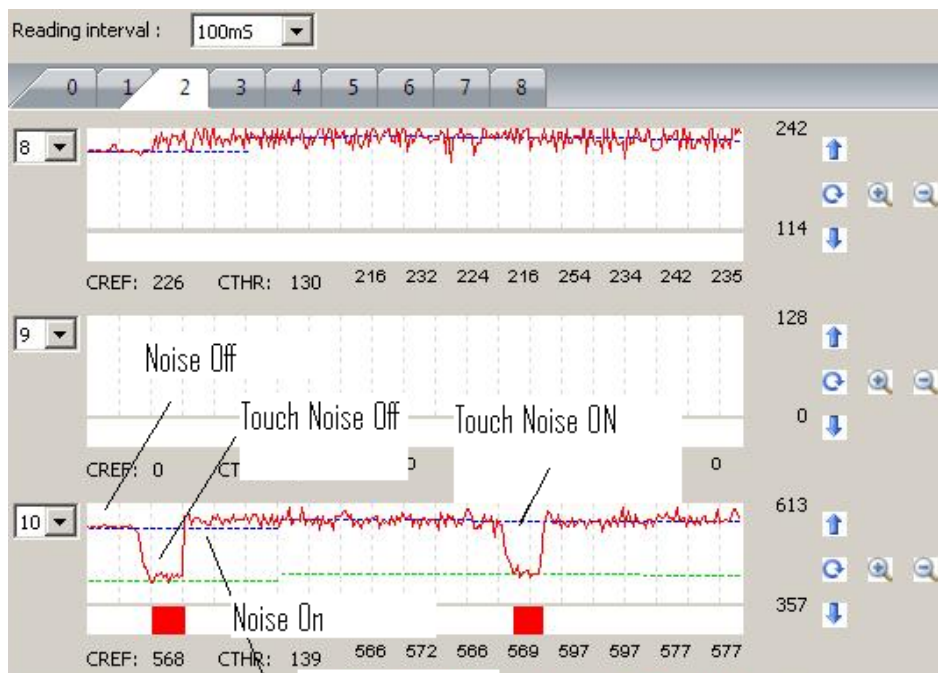 Reading interval : 100mS
0 1 2 3 4 5 6 7 8
8 242
114
CREF: 226 CTHR: 130 216 232 224 216 254 234 242 235
9 128
Noise Off
Touch Noise Off Touch Noise ON
0
CREF: 0 0
10 613
357
Noise On
CREF: 568 CTHR: 139 566 572 566 569 597 597 577 577